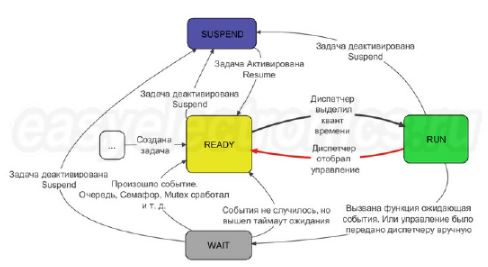 SUSPEND
Задача деактивирована
Suspend
Задача Активирована
Resume
Задача деактивирована
Suspend
Диспетчер
выделил
квант
времени
...
Создана
задача
READY
RUN
Диспетчер
отобрал
управление
Задача деактивирована
Suspend
Произошло событие.
Очередь, Семафор, Mutex сработал
и т. д.
События не случилось, но
вышел таймаут ожидания
Вызвана функция ожидающая
события. Или управление было
передано диспетчеру вручную
WAIT